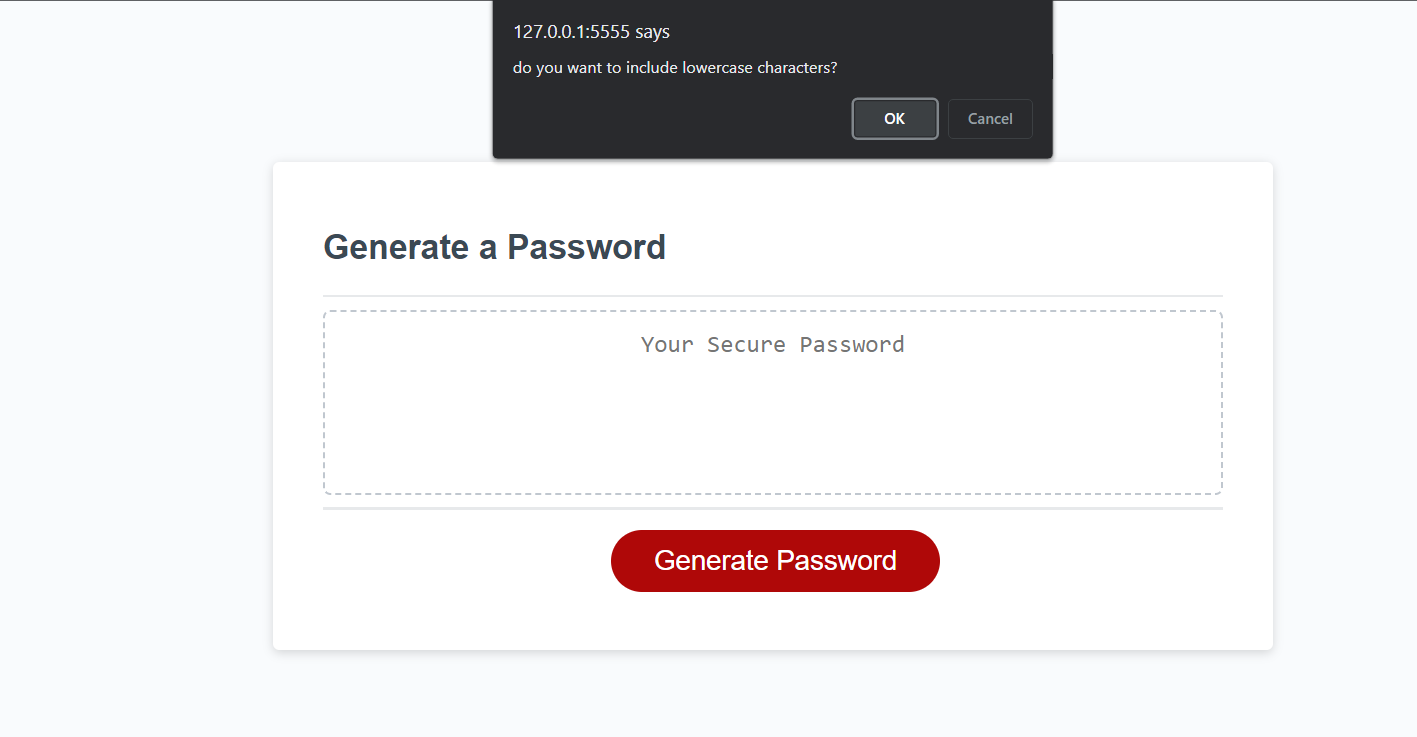 127.0.0.1:5555 says
do you want to include lowercase characters?
OK
Cancel
Generate a Password
Your Secure Password
Generate Password